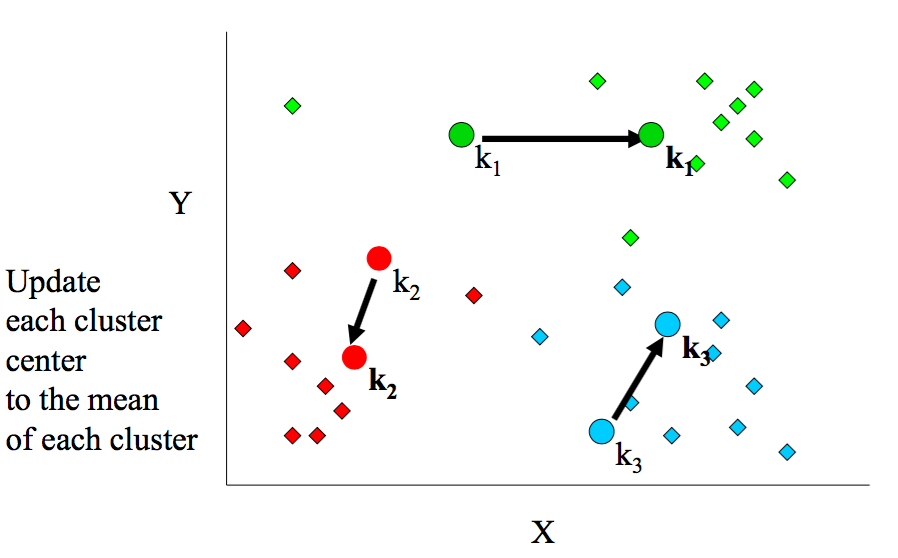 k1
k1
Y
k2
Update
each cluster
center
to the mean
of each cluster
k3
k2
k3
X